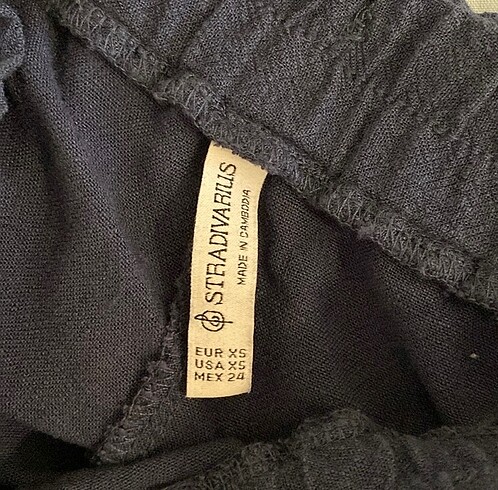 STRADIVARIUS
MADE IN CAMBODIA
EUR XS
USA XS
MEX 24